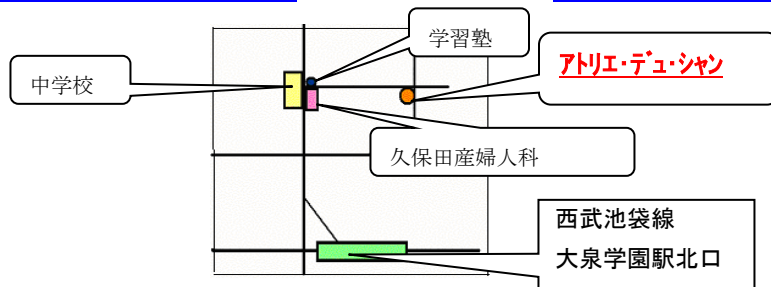 学習塾
アトリエ・デュ・シャン
中学校
久保田産婦人科
西武池袋線
大泉学園駅北口